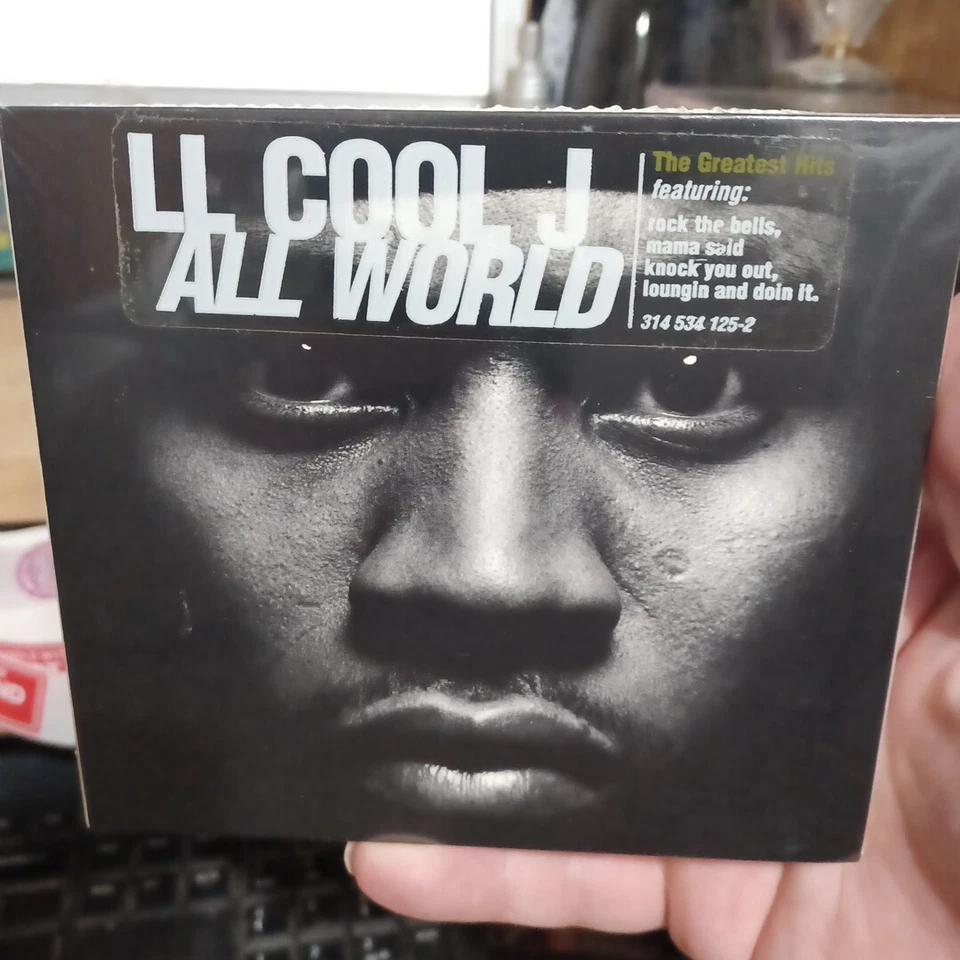 LL COOL J
ALL WORLD
The Greatest Hits
featuring:
rock the bells,
mama said
knock you out,
loungin and doin it.
314 534 125-2